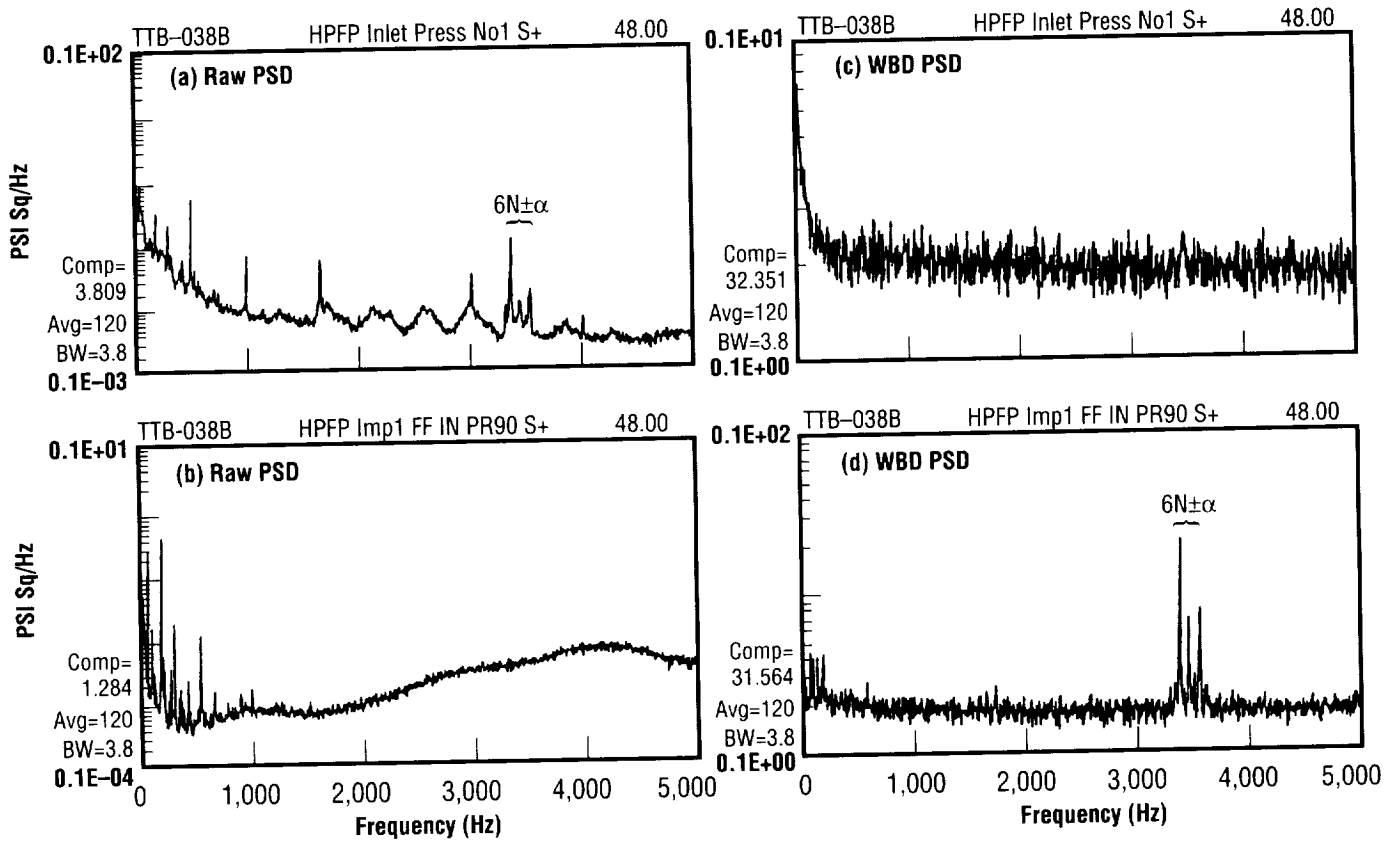 TTB–038B HPFP Inlet Press No1 S+ 48.00
0.1E+02
(a) Raw PSD
6N±α
PSI Sq/Hz
Comp=
3.809
Avg=120
BW=3.8
0.1E–03
TTB–038B HPFP Inlet Press No1 S+ 48.00
0.1E+01
(c) WBD PSD
Comp=
32.351
Avg=120
BW=3.8
0.1E+00
TTB-038B HPFP Imp1 FF IN PR90 S+ 48.00
0.1E+01
(b) Raw PSD
PSI Sq/Hz
Comp=
1.284
Avg=120
BW=3.8
0.1E–04
0 1,000 2,000 3,000 4,000 5,000
Frequency (Hz)
TTB–038B HPFP Imp1 FF IN PR90 S+ 48.00
0.1E+02
(d) WBD PSD
6N±α
Comp=
31.564
Avg=120
BW=3.8
0.1E+00
0 1,000 2,000 3,000 4,000 5,000
Frequency (Hz)